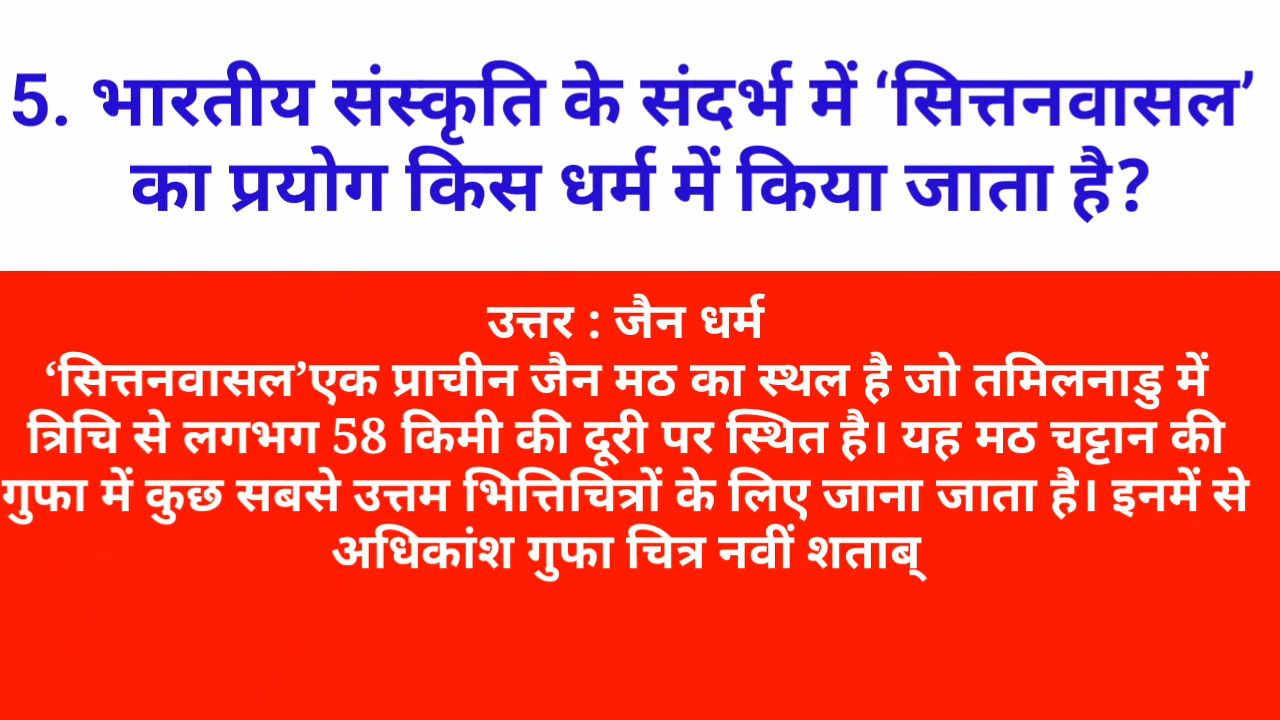 5. भारतीय संस्कृति के संदर्भ में ‘सित्तनवासल’
का प्रयोग किस धर्म में किया जाता है?
उत्तर : जैन धर्म
‘सित्तनवासल’एक प्राचीन जैन मठ का स्थल है जो तमिलनाडु में
त्रिचि से लगभग 58 किमी की दूरी पर स्थित है। यह मठ चट्टान की
गुफा में कुछ सबसे उत्तम भित्तिचित्रों के लिए जाना जाता है। इनमें से
अधिकांश गुफा चित्र नवीं शताब्